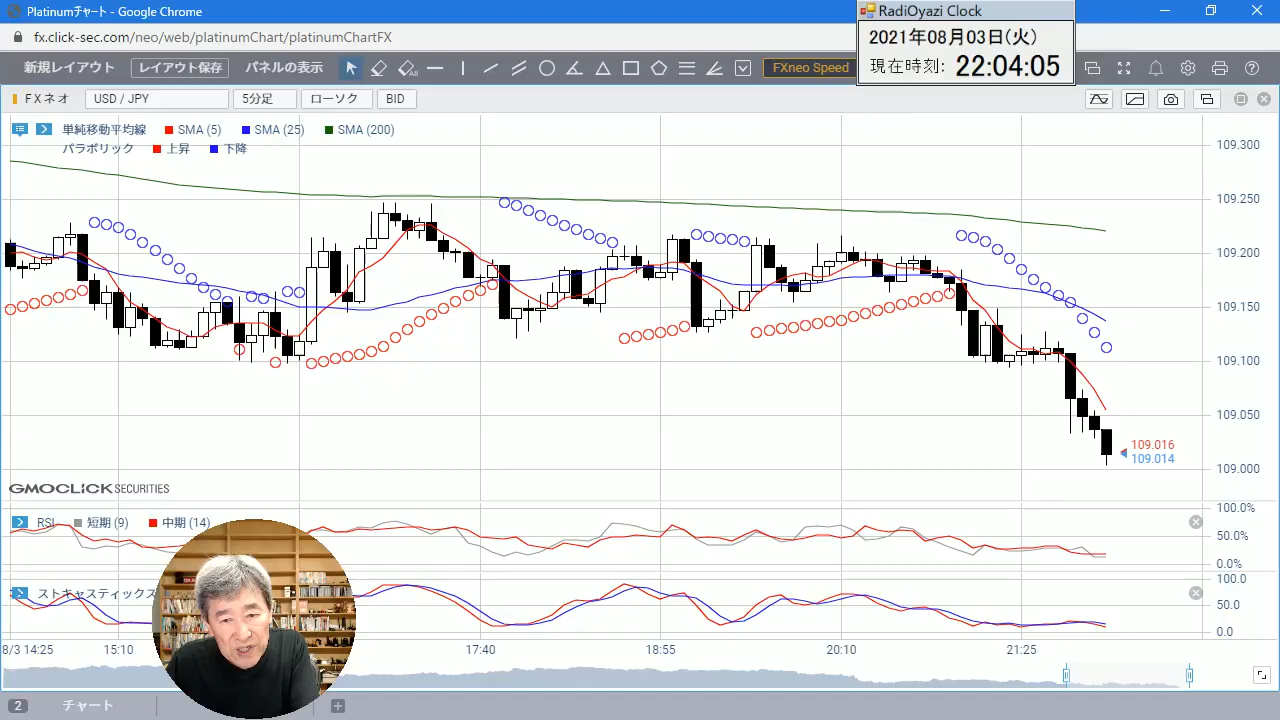 Platinumチャート - Google Chrome
RadiOyazi Clock
fx.click-sec.com/neo/web/platinumChart/platinumChartFX
2021年08月03日(火)
現在時刻: 22:04:05
新規レイアウト
レイアウト保存
パネルの表示
FXneo Speed
FXネオ
USD / JPY
5分足
ローソク
BID
単純移動平均線 SMA (5) SMA (25) SMA (200)
パラボリック 上昇 下降
109.300
109.250
109.200
109.150
109.100
109.050
109.016
109.014
109.000
GMOCLICK SECURITIES
RSI 短期 (9) 中期 (14)
100.0%
50.0%
0.0%
ストキャスティックス
100.0
50.0
0.0
8/3 14:25 15:10 17:40 18:55 20:10 21:25
2 チャート